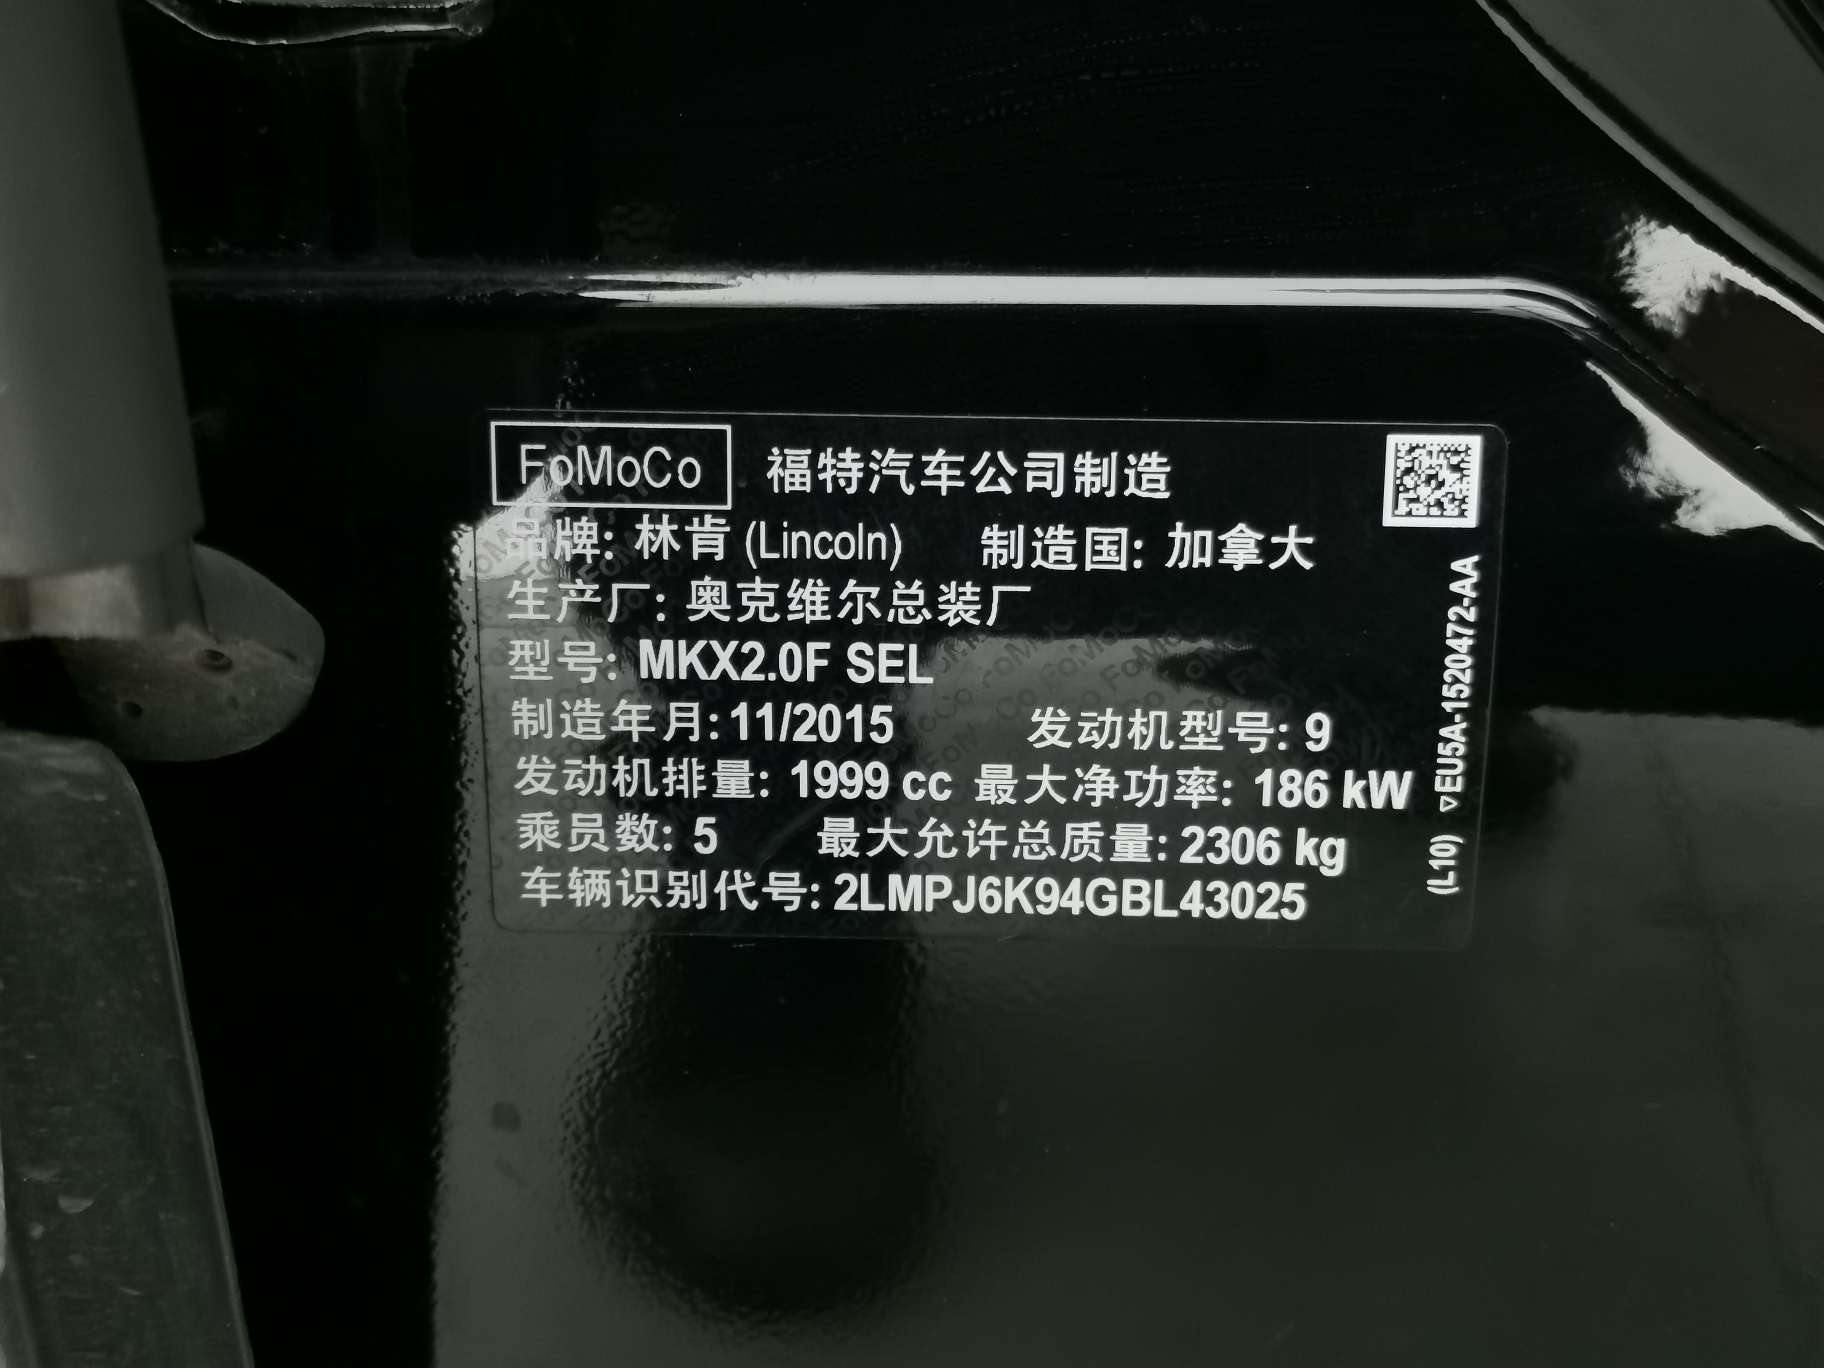 FoMoCo 福特汽车公司制造
品牌: 林肯 (Lincoln) 制造国: 加拿大
生产厂: 奥克维尔总装厂
型号: MKX2.0F SEL
制造年月: 11/2015 发动机型号: 9
发动机排量: 1999 cc 最大净功率: 186 kW
乘员数: 5 最大允许总质量: 2306 kg
车辆识别代号: 2LMPJ6K94GBL43025
(L10) ▽EU5A-1520472-AA